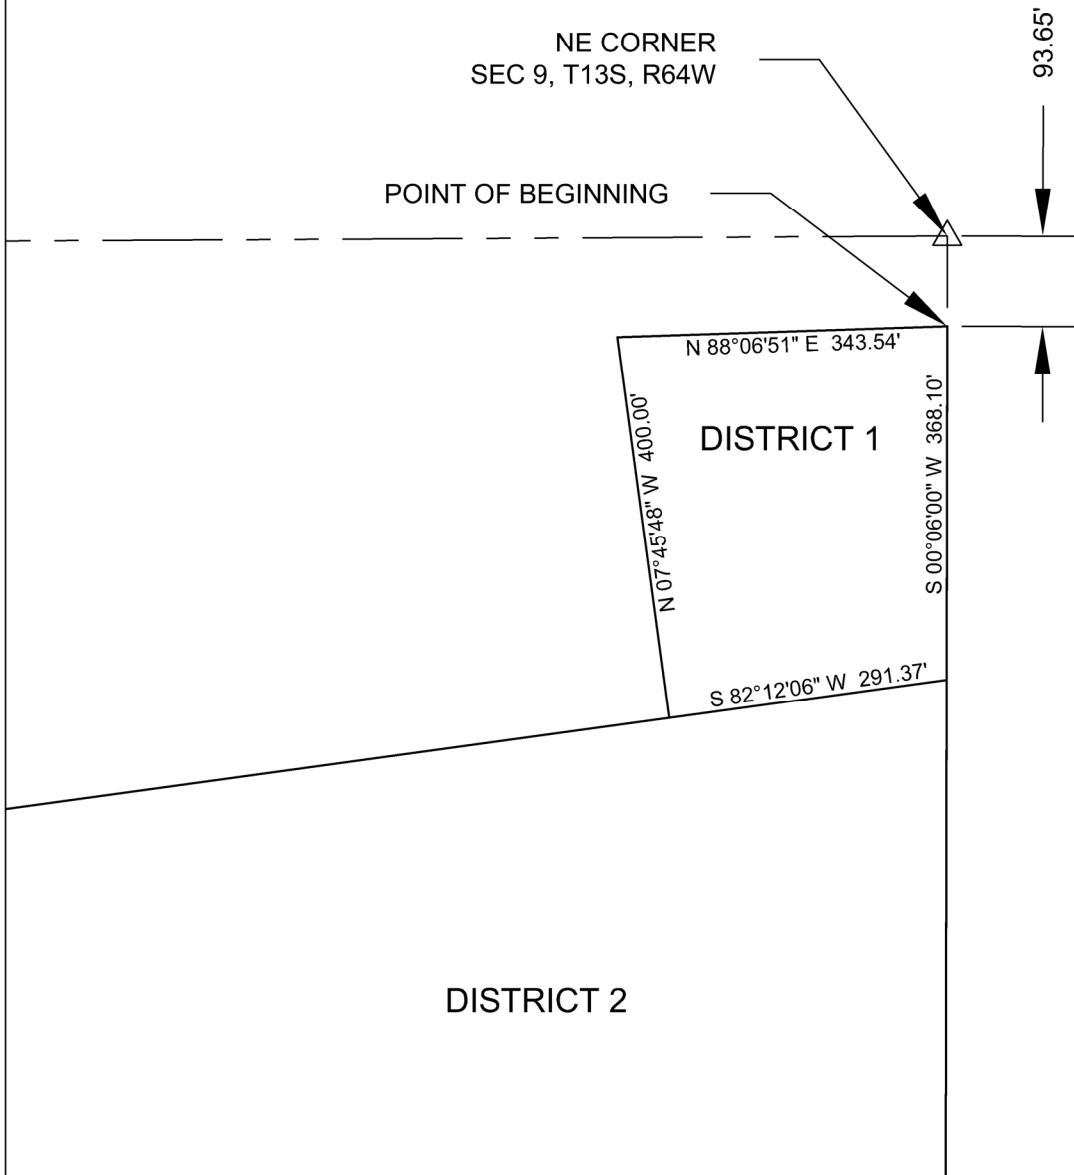 93.65'
NE CORNER
SEC 9, T13S, R64W
POINT OF BEGINNING
N 88°06'51" E 343.54'
DISTRICT 1
N 07°45'48" W 400.00'
S 00°06'00" W 368.10'
S 82°12'06" W 291.37'
DISTRICT 2